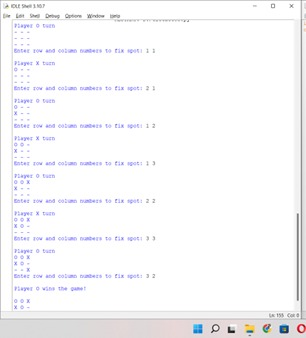 IDLE Shell 3.10.7
File Edit Shell Debug Options Window Help
Player O turn
- - -
- - -
- - -
Enter row and column numbers to fix spot: 1 1
Player X turn
O - -
- - -
- - -
Enter row and column numbers to fix spot: 2 1
Player O turn
O - -
X - -
- - -
Enter row and column numbers to fix spot: 1 2
Player X turn
O O -
X - -
- - -
Enter row and column numbers to fix spot: 1 3
Player O turn
O O X
X - -
- - -
Enter row and column numbers to fix spot: 2 2
Player X turn
O O X
X O -
- - -
Enter row and column numbers to fix spot: 3 3
Player O turn
O O X
X O -
- - X
Enter row and column numbers to fix spot: 3 2
Player O wins the game!
O O X
X O -
Ln: 155 Col: 0